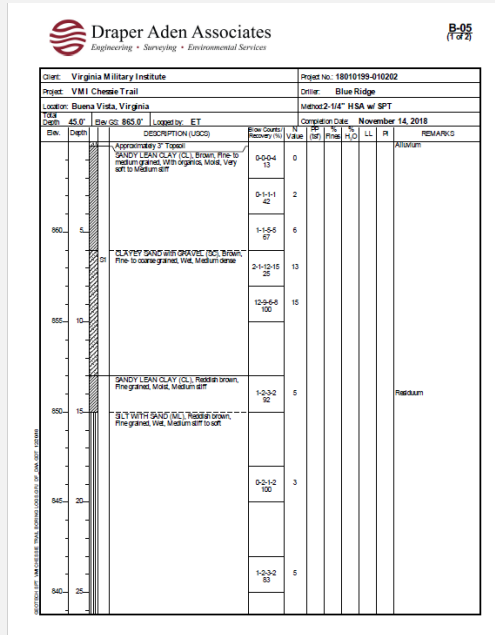 Draper Aden Associates
Engineering • Surveying • Environmental Services
B-05
(1 of 2)
Client: Virginia Military Institute
Project No.: 18010199-010202
Project: VMI Chessie Trail
Driller: Blue Ridge
Location: Buena Vista, Virginia
Method: 2-1/4" HSA w/ SPT
Total Depth 45.0' Elev GS: 865.0' Logged by: ET
Completion Date: November 14, 2018
Elev. Depth DESCRIPTION (USCS) Blow Counts/ Recovery (%) N Value PP (tsf) % Fines % H2O LL PI REMARKS
Approximately 3" Topsoil
Alluvium
SANDY LEAN CLAY (CL), Brown, Fine- to
medium grained, With organics, Moist, Very
soft to Medium stiff
0-0-0-4
13
0
0-1-1-1
42
2
860 5
1-1-5-5
67
6
CLAYEY SAND with GRAVEL (SC), Brown,
Fine- to coarse grained, Wet, Medium dense
2-1-12-15
25
13
12-9-6-8
100
15
855 10
SANDY LEAN CLAY (CL), Reddish brown,
Fine grained, Moist, Medium stiff
1-2-3-2
92
5
Residuum
850 15
SILT WITH SAND (ML), Reddish brown,
Fine grained, Wet, Medium stiff to soft
0-2-1-2
100
3
845 20
1-2-3-2
83
5
840 25